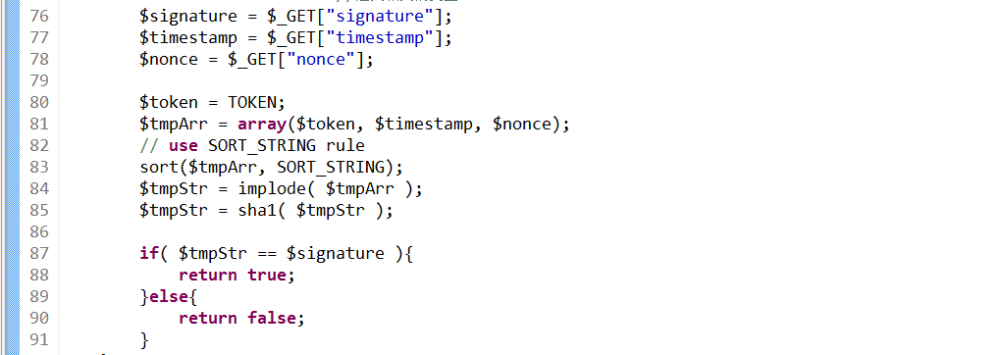 76 $signature = $_GET["signature"];
77 $timestamp = $_GET["timestamp"];
78 $nonce = $_GET["nonce"];
79
80 $token = TOKEN;
81 $tmpArr = array($token, $timestamp, $nonce);
82 // use SORT_STRING rule
83 sort($tmpArr, SORT_STRING);
84 $tmpStr = implode( $tmpArr );
85 $tmpStr = sha1( $tmpStr );
86
87 if( $tmpStr == $signature ){
88 return true;
89 }else{
90 return false;
91 }